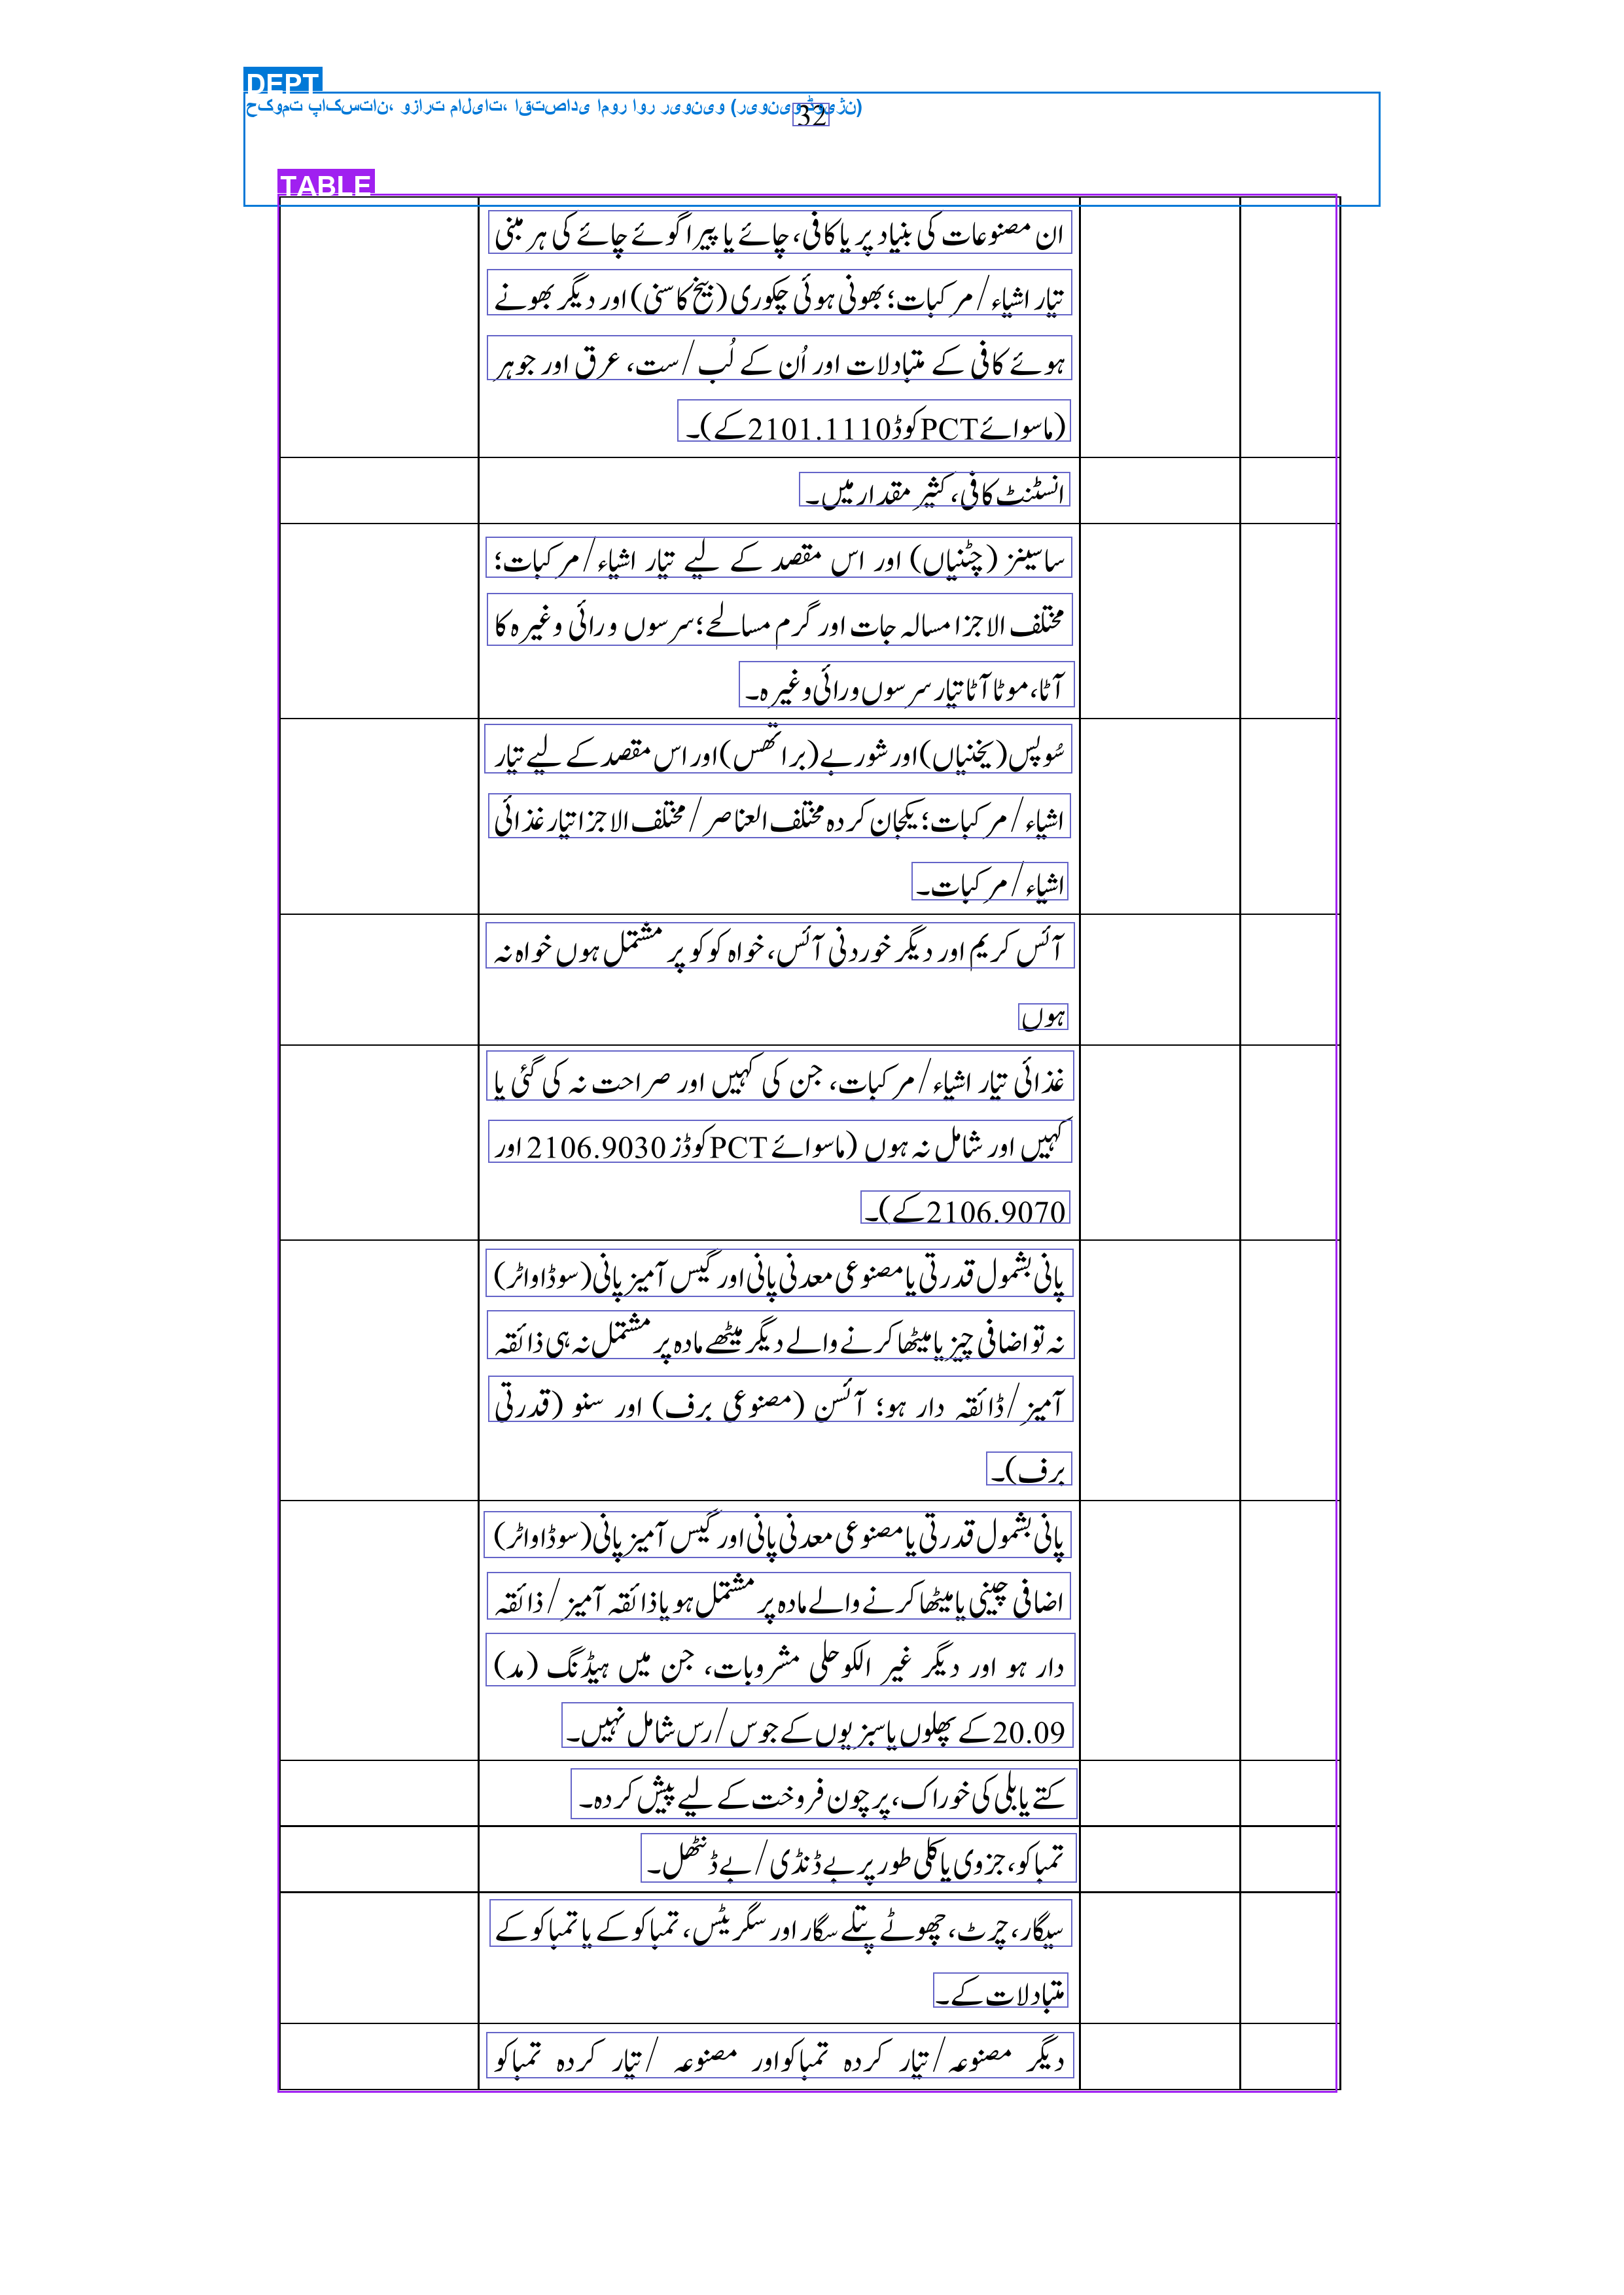 DEPT
حکومت پاکستان، وزارت مالیات، اقتصادی امور اور ریونیو (ریونیو ڈویژن)
32
TABLE
ان مصنوعات کی بنیاد پر یا کافی، چائے یا پیراگوئے چائے کی ہر مبنی
تیار اشیاء/مرکبات؛ بھونی ہوئی چکوری (بیخ کاسنی) اور دیگر بھونے
ہوئے کافی کے متبادلات اور اُن کے لُب/ست، عرق اور جوہر
(ماسوائے PCT کوڈ 2101.1110 کے)۔
انسٹنٹ کافی، کثیر مقدار میں۔
ساسینز (چٹنیاں) اور اس مقصد کے لیے تیار اشیاء/مرکبات؛
مختلف الاجزا مسالہ جات اور گرم مسالحے؛ سرسوں ورائی وغیرہ کا
آٹا، موٹا آٹا تیار سرسوں ورائی وغیرہ۔
سُوپس (یخنیاں) اور شوربے (براتھس) اور اس مقصد کے لیے تیار
اشیاء/مرکبات؛ یکجان کردہ مختلف العناصر/مختلف الاجزا تیار غذائی
اشیاء/مرکبات۔
آئس کریم اور دیگر خوردنی آئس، خواہ کوکو پر مشتمل ہوں خواہ نہ
ہوں
غذائی تیار اشیاء/مرکبات، جن کی کہیں اور صراحت نہ کی گئی یا
کہیں اور شامل نہ ہوں (ماسوائے PCT کوڈز 2106.9030 اور
2106.9070 کے)۔
پانی بشمول قدرتی یا مصنوعی معدنی پانی اور گیس آمیز پانی (سوڈا واٹر)
نہ تو اضافی چیز یا میٹھا کرنے والے دیگر میٹھے مادہ پر مشتمل نہ ہی ذائقہ
آمیز/ڈائقہ دار ہو؛ آئسن (مصنوعی برف) اور سنو (قدرتی
برف)۔
پانی بشمول قدرتی یا مصنوعی معدنی پانی اور گیس آمیز پانی (سوڈا واٹر)
اضافی چینی یا میٹھا کرنے والے مادہ پر مشتمل ہو یا ذائقہ آمیز/ذائقہ
دار ہو اور دیگر غیر الکوحلی مشروبات، جن میں ہیڈنگ (مد)
20.09 کے پھلوں یا سبزیوں کے جوس/رس شامل نہیں۔
کتے یا بلی کی خوراک، پرچون فروخت کے لیے پیش کردہ۔
تمباکو، جزوی یا کلی طور پر بے ڈنڈی/بے ڈنٹھل۔
سیگار، چرٹ، چھوٹے پتلے سگار اور سگریٹس، تمباکو کے یا تمباکو کے
متبادلات کے۔
دیگر مصنوعہ/تیار کردہ تمباکو اور مصنوعہ/تیار کردہ تمباکو